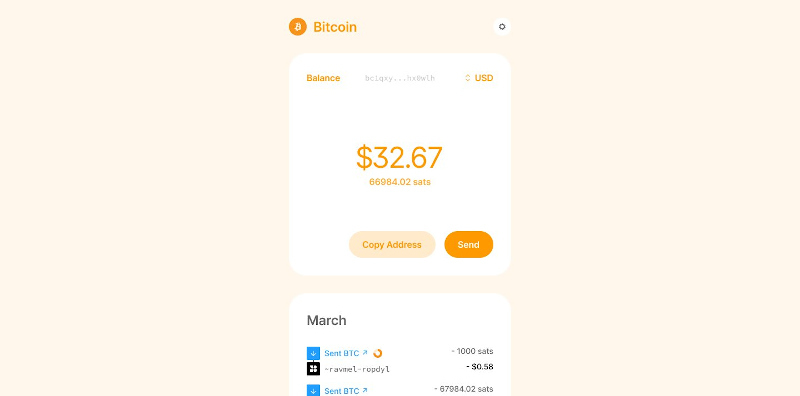 Bitcoin
Balance
bc1qxy...hx0wlh
USD
$32.67
66984.02 sats
Copy Address
Send
March
Sent BTC ↗
- 1000 sats
~ravmel-ropdyl
- $0.58
Sent BTC ↗
- 67984.02 sats